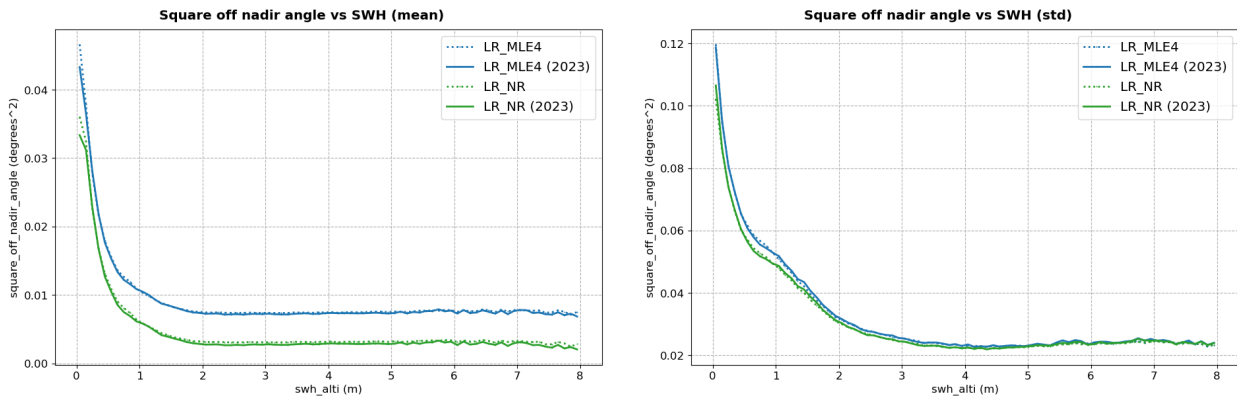 Square off nadir angle vs SWH (mean)
LR_MLE4
LR_MLE4 (2023)
LR_NR
LR_NR (2023)
square_off_nadir_angle (degrees^2)
0.04
0.03
0.02
0.01
0.00
0 1 2 3 4 5 6 7 8
swh_alti (m)
Square off nadir angle vs SWH (std)
LR_MLE4
LR_MLE4 (2023)
LR_NR
LR_NR (2023)
square_off_nadir_angle (degrees^2)
0.12
0.10
0.08
0.06
0.04
0.02
0 1 2 3 4 5 6 7 8
swh_alti (m)